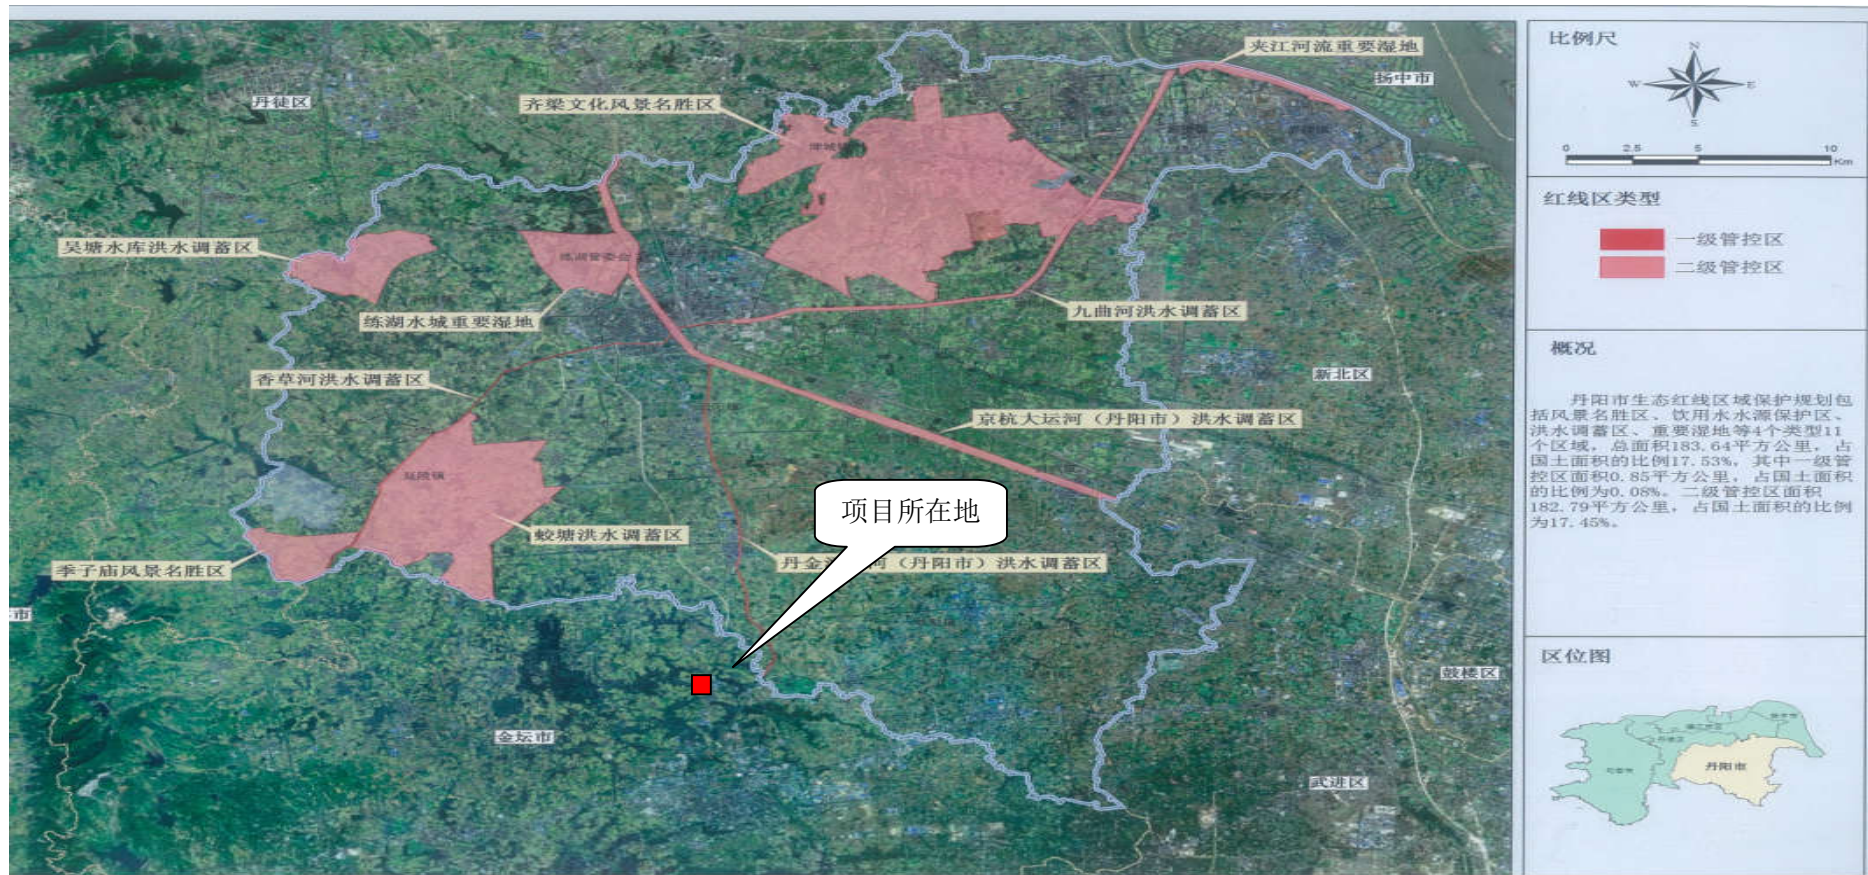 夹江河流重要湿地
扬中市
丹徒区
齐梁文化风景名胜区
吴塘水库洪水调蓄区
练湖管委会
练湖水城重要湿地
九曲河洪水调蓄区
香草河洪水调蓄区
新北区
京杭大运河（丹阳市）洪水调蓄区
延陵镇
项目所在地
蛟塘洪水调蓄区
丹金
河（丹阳市）洪水调蓄区
季子庙风景名胜区
市
鼓楼区
金坛市
武进区
比例尺
N
W
E
S
0 2.5 5 10
Km
红线区类型
一级管控区
二级管控区
概况
丹阳市生态红线区域保护规划包
括风景名胜区、饮用水水源保护区、
洪水调蓄区、重要湿地等4个类型11
个区域，总面积183.64平方公里，占
国土面积的比例17.53%，其中一级管
控区面积0.85平方公里，占国土面积
的比例为0.08%。二级管控区面积
182.79平方公里，占国土面积的比例
为17.45%。
区位图
丹阳市